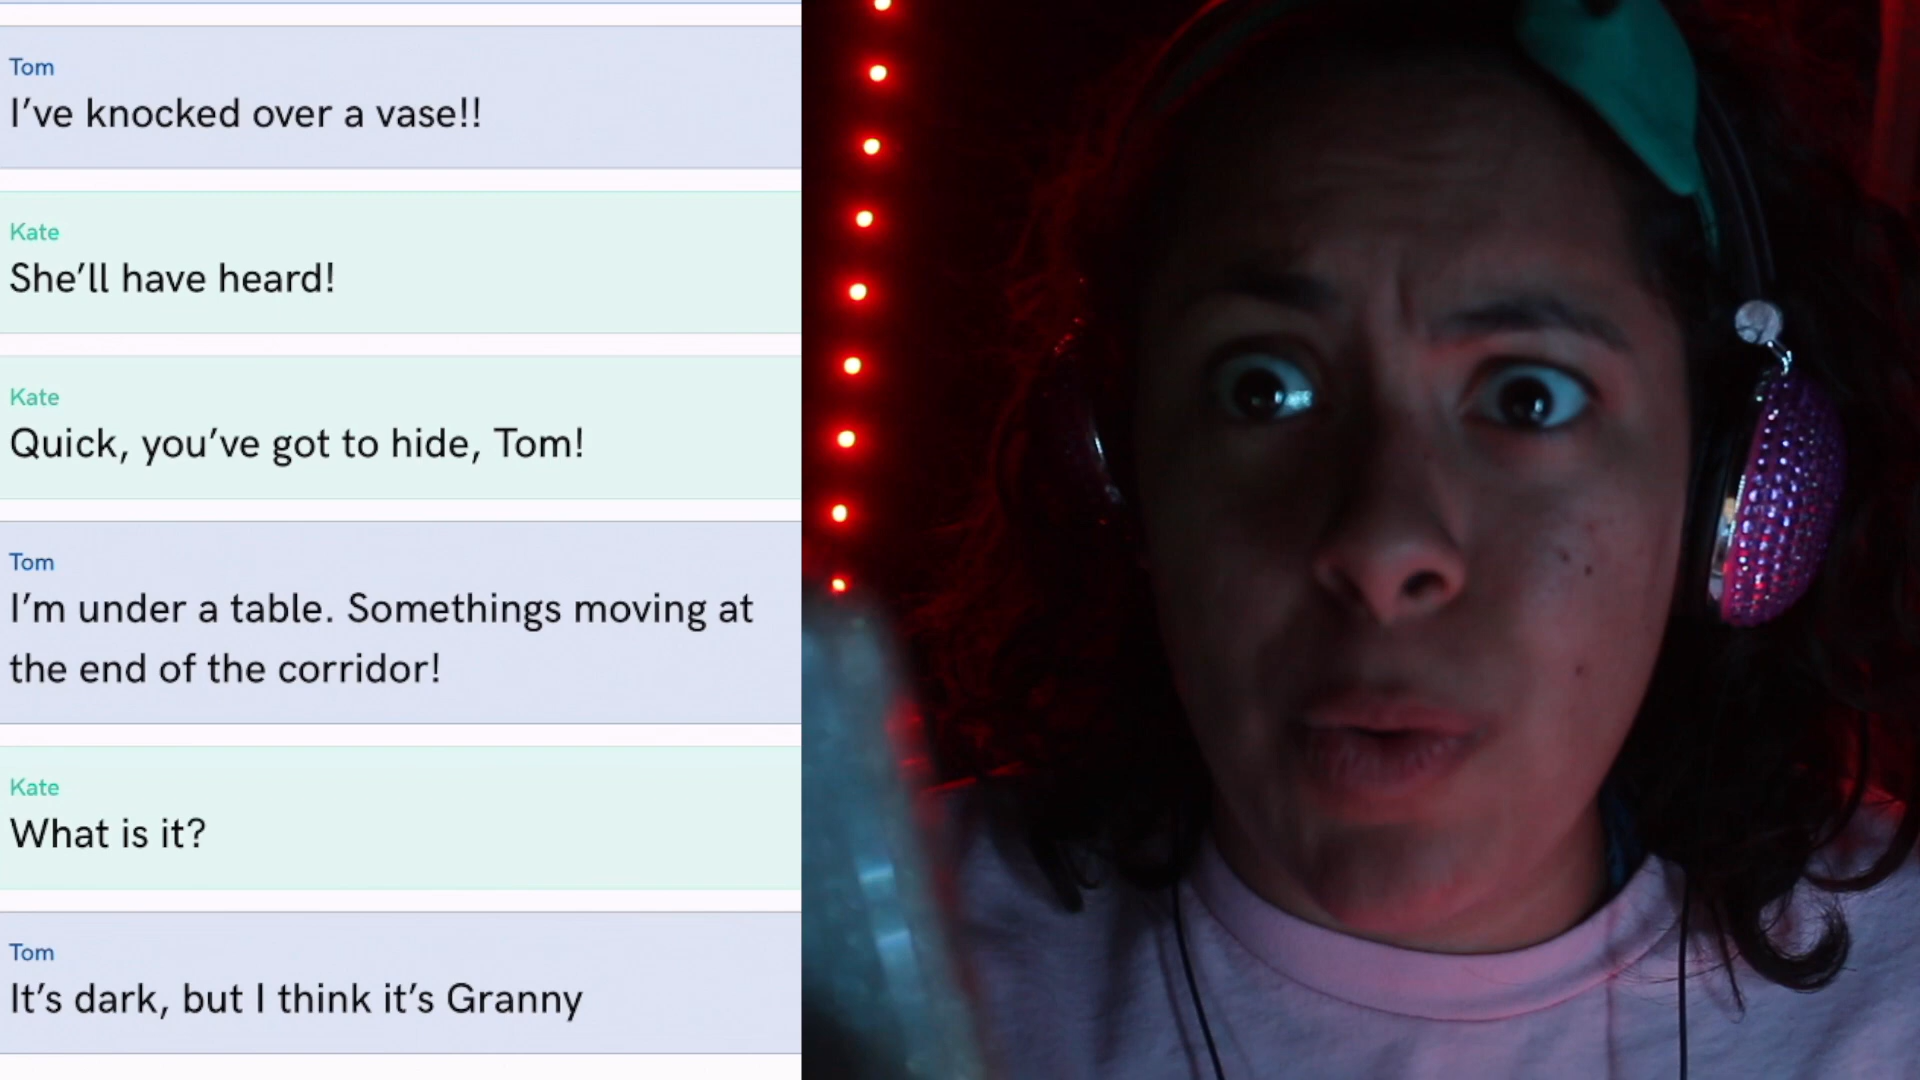 Tom
I’ve knocked over a vase!!
Kate
She’ll have heard!
Kate
Quick, you’ve got to hide, Tom!
Tom
I’m under a table. Somethings moving at
the end of the corridor!
Kate
What is it?
Tom
It’s dark, but I think it’s Granny